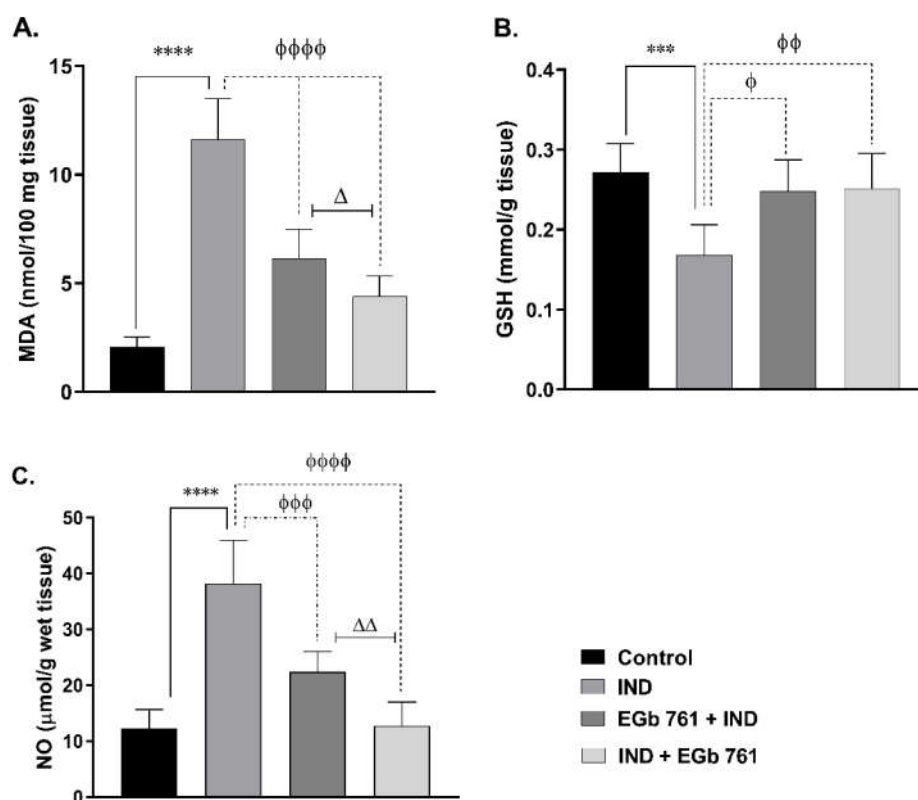 A.
**** ϕϕϕϕ
15
10
5
0
Δ
MDA (nmol/100 mg tissue)
B.
*** ϕϕ
ϕ
0.4
0.3
0.2
0.1
0.0
GSH (mmol/g tissue)
C.
ϕϕϕϕ
**** ϕϕϕ
50
40
30
20
10
0
ΔΔ
NO (μmol/g wet tissue)
Control
IND
EGb 761 + IND
IND + EGb 761